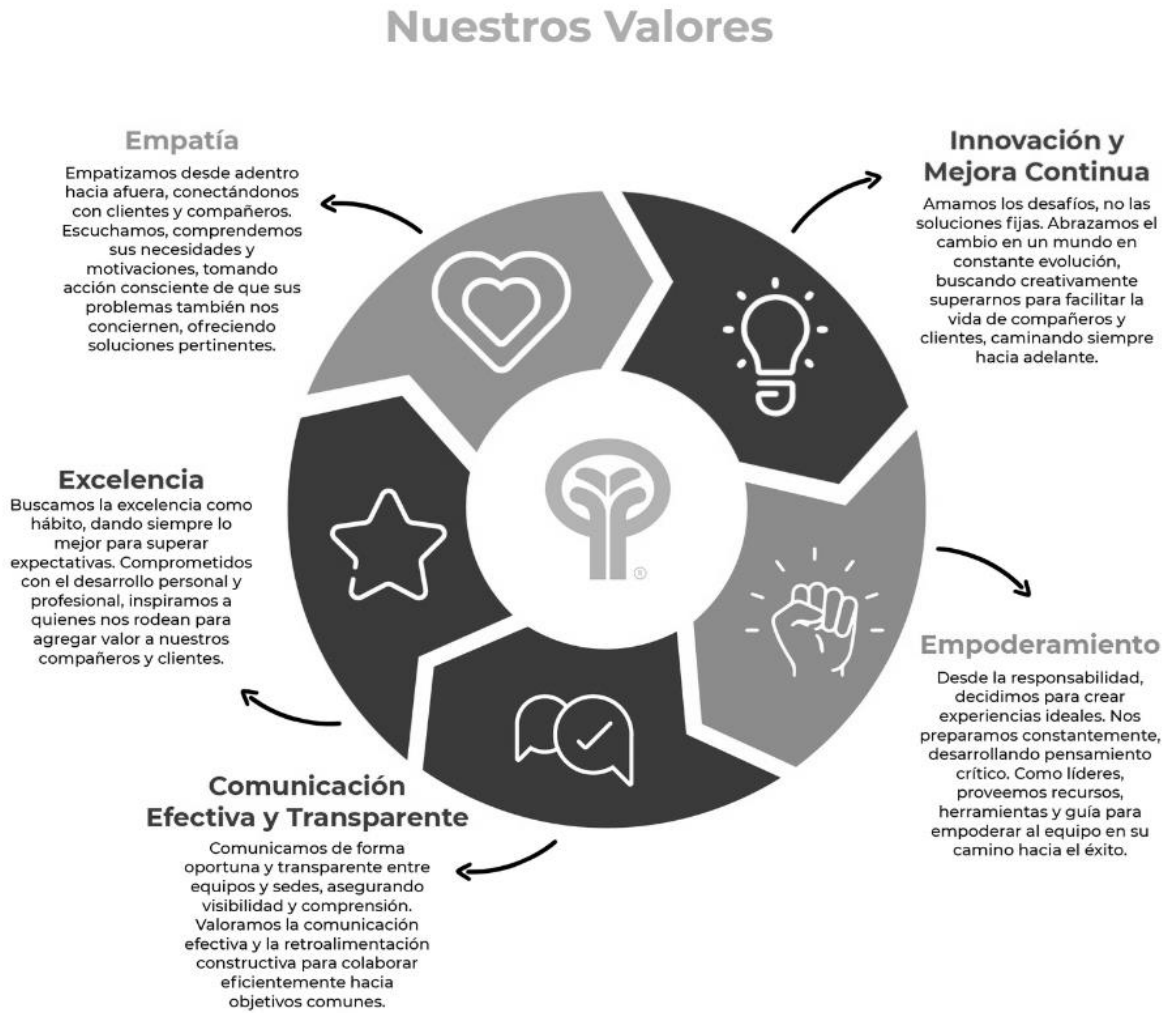 Nuestros Valores
Empatía
Empatizamos desde adentro
hacia afuera, conectándonos
con clientes y compañeros.
Escuchamos, comprendemos
sus necesidades y
motivaciones, tomando
acción consciente de que sus
problemas también nos
conciernen, ofreciendo
soluciones pertinentes.
Innovación y
Mejora Continua
Amamos los desafíos, no las
soluciones fijas. Abrazamos el
cambio en un mundo en
constante evolución,
buscando creativamente
superarnos para facilitar la
vida de compañeros y
clientes, caminando siempre
hacia adelante.
Excelencia
Buscamos la excelencia como
hábito, dando siempre lo
mejor para superar
expectativas. Comprometidos
con el desarrollo personal y
profesional, inspiramos a
quienes nos rodean para
agregar valor a nuestros
compañeros y clientes.
®
Empoderamiento
Desde la responsabilidad,
decidimos para crear
experiencias ideales. Nos
preparamos constantemente,
desarrollando pensamiento
crítico. Como líderes,
proveemos recursos,
herramientas y guía para
empoderar al equipo en su
camino hacia el éxito.
Comunicación
Efectiva y Transparente
Comunicamos de forma
oportuna y transparente entre
equipos y sedes, asegurando
visibilidad y comprensión.
Valoramos la comunicación
efectiva y la retroalimentación
constructiva para colaborar
eficientemente hacia
objetivos comunes.